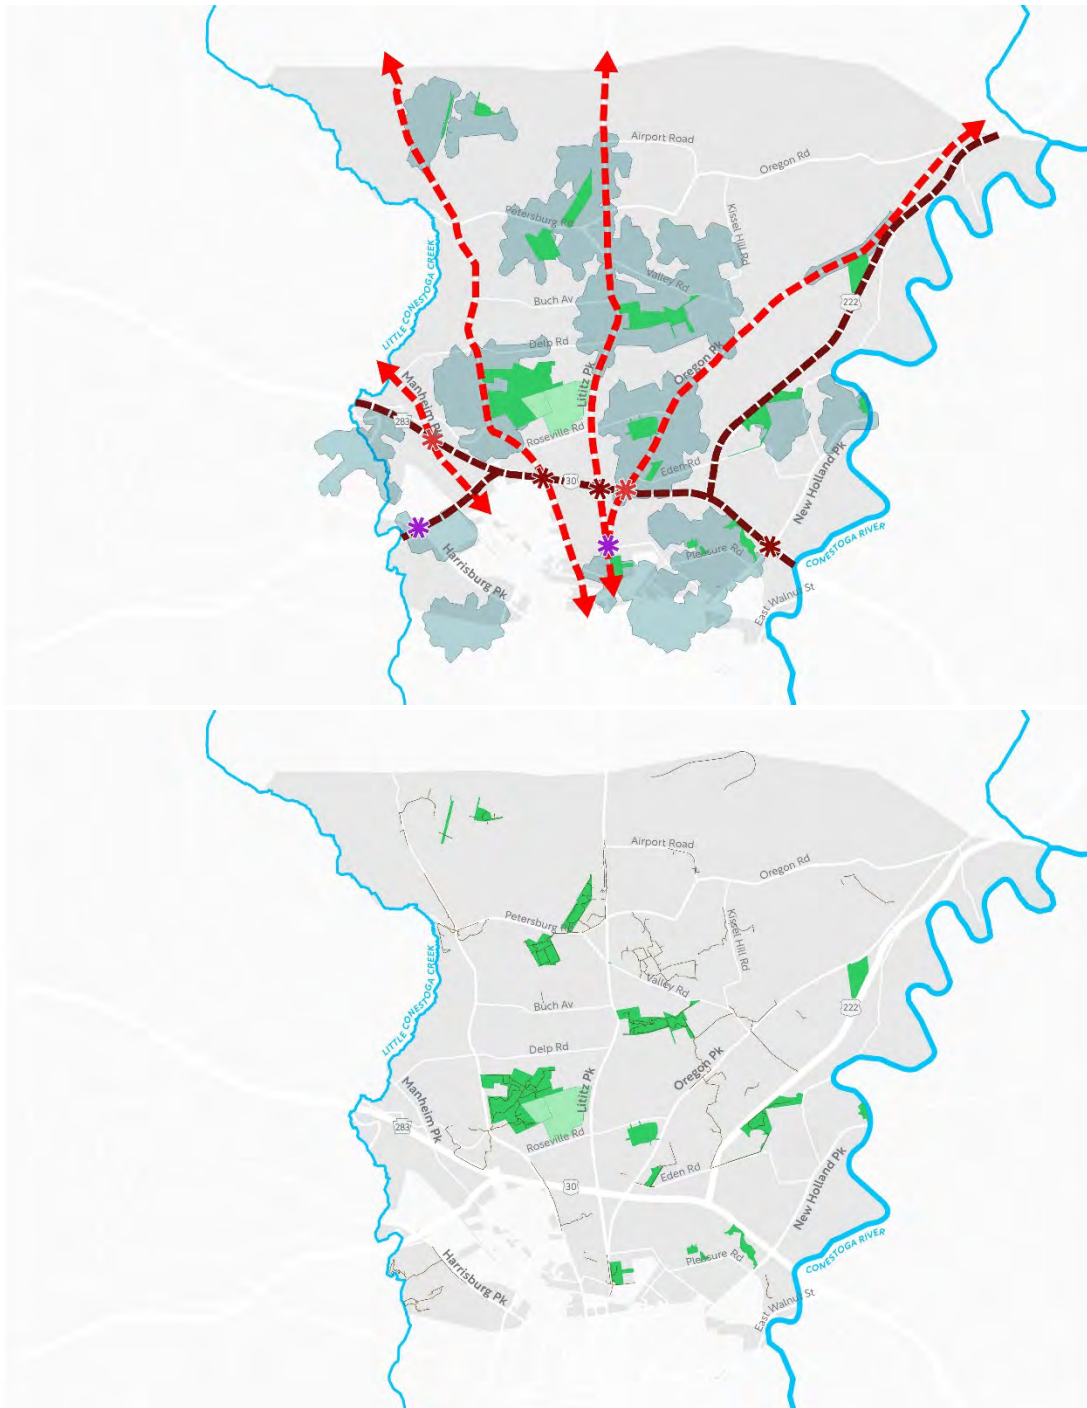 Airport Road
Oregon Rd
Petersburg Rd
Kissel Hill Rd
LITTLE CONESTOGA CREEK
Valley Rd
Buch Av
222
Delp Rd
Oregon Pk
Manheim Pk
Lititz Pk
283
Roseville Rd
Eden Rd
30
New Holland Pk
Harrisburg Pk
Pleasure Rd
CONESTOGA RIVER
East Walnut St
Airport Road
Oregon Rd
Petersburg
Kissel Hill Rd
LITTLE CONESTOGA CREEK
Valley Rd
Buch Av
222
Delp Rd
Oregon Pk
Manheim Pk
Lititz Pk
283
Roseville Rd
Eden Rd
30
New Holland Pk
Harrisburg Pk
Pleasure Rd
CONESTOGA RIVER
East Walnut St